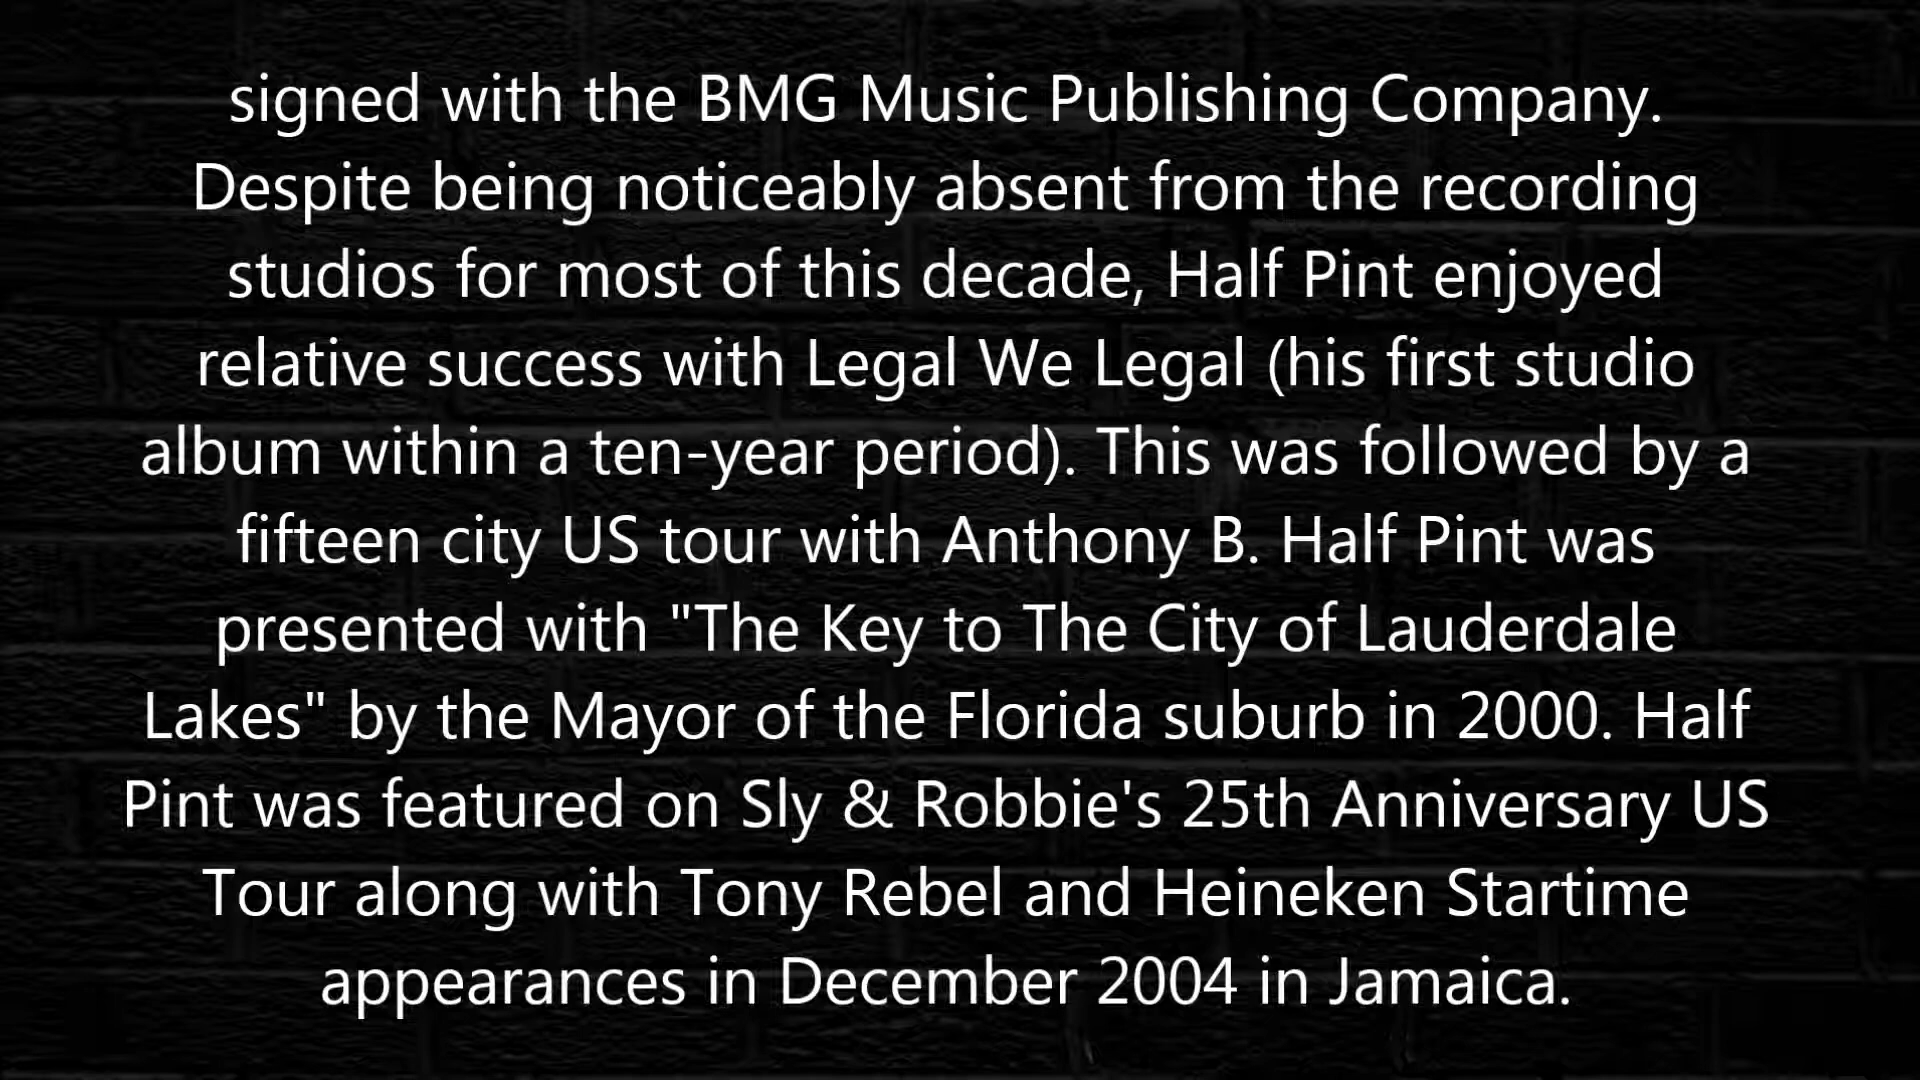 signed with the BMG Music Publishing Company.
Despite being noticeably absent from the recording
studios for most of this decade, Half Pint enjoyed
relative success with Legal We Legal (his first studio
album within a ten-year period). This was followed by a
fifteen city US tour with Anthony B. Half Pint was
presented with "The Key to The City of Lauderdale
Lakes" by the Mayor of the Florida suburb in 2000. Half
Pint was featured on Sly & Robbie's 25th Anniversary US
Tour along with Tony Rebel and Heineken Startime
appearances in December 2004 in Jamaica.